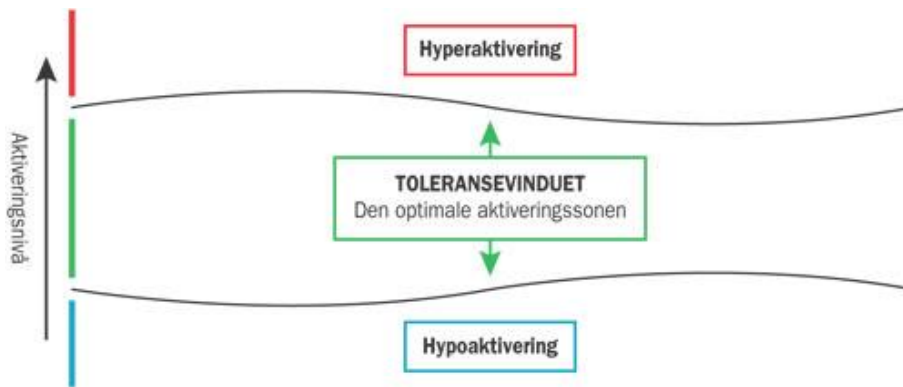 Hyperaktivering
Aktiveringsnivå
TOLERANSEVINDUET
Den optimale aktiveringssonen
Hypoaktivering